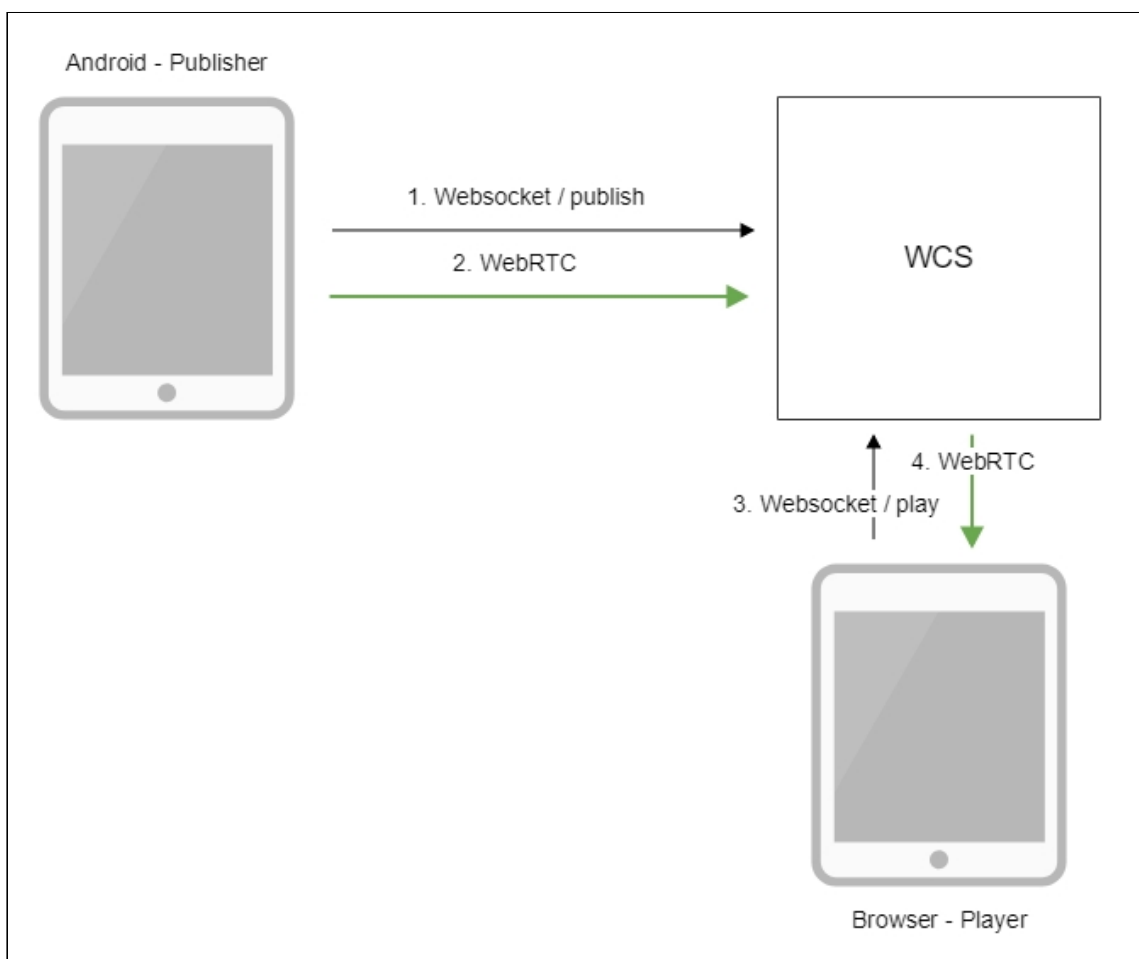 Android - Publisher
1. Websocket / publish
2. WebRTC
WCS
4. WebRTC
3. Websocket / play
Browser - Player